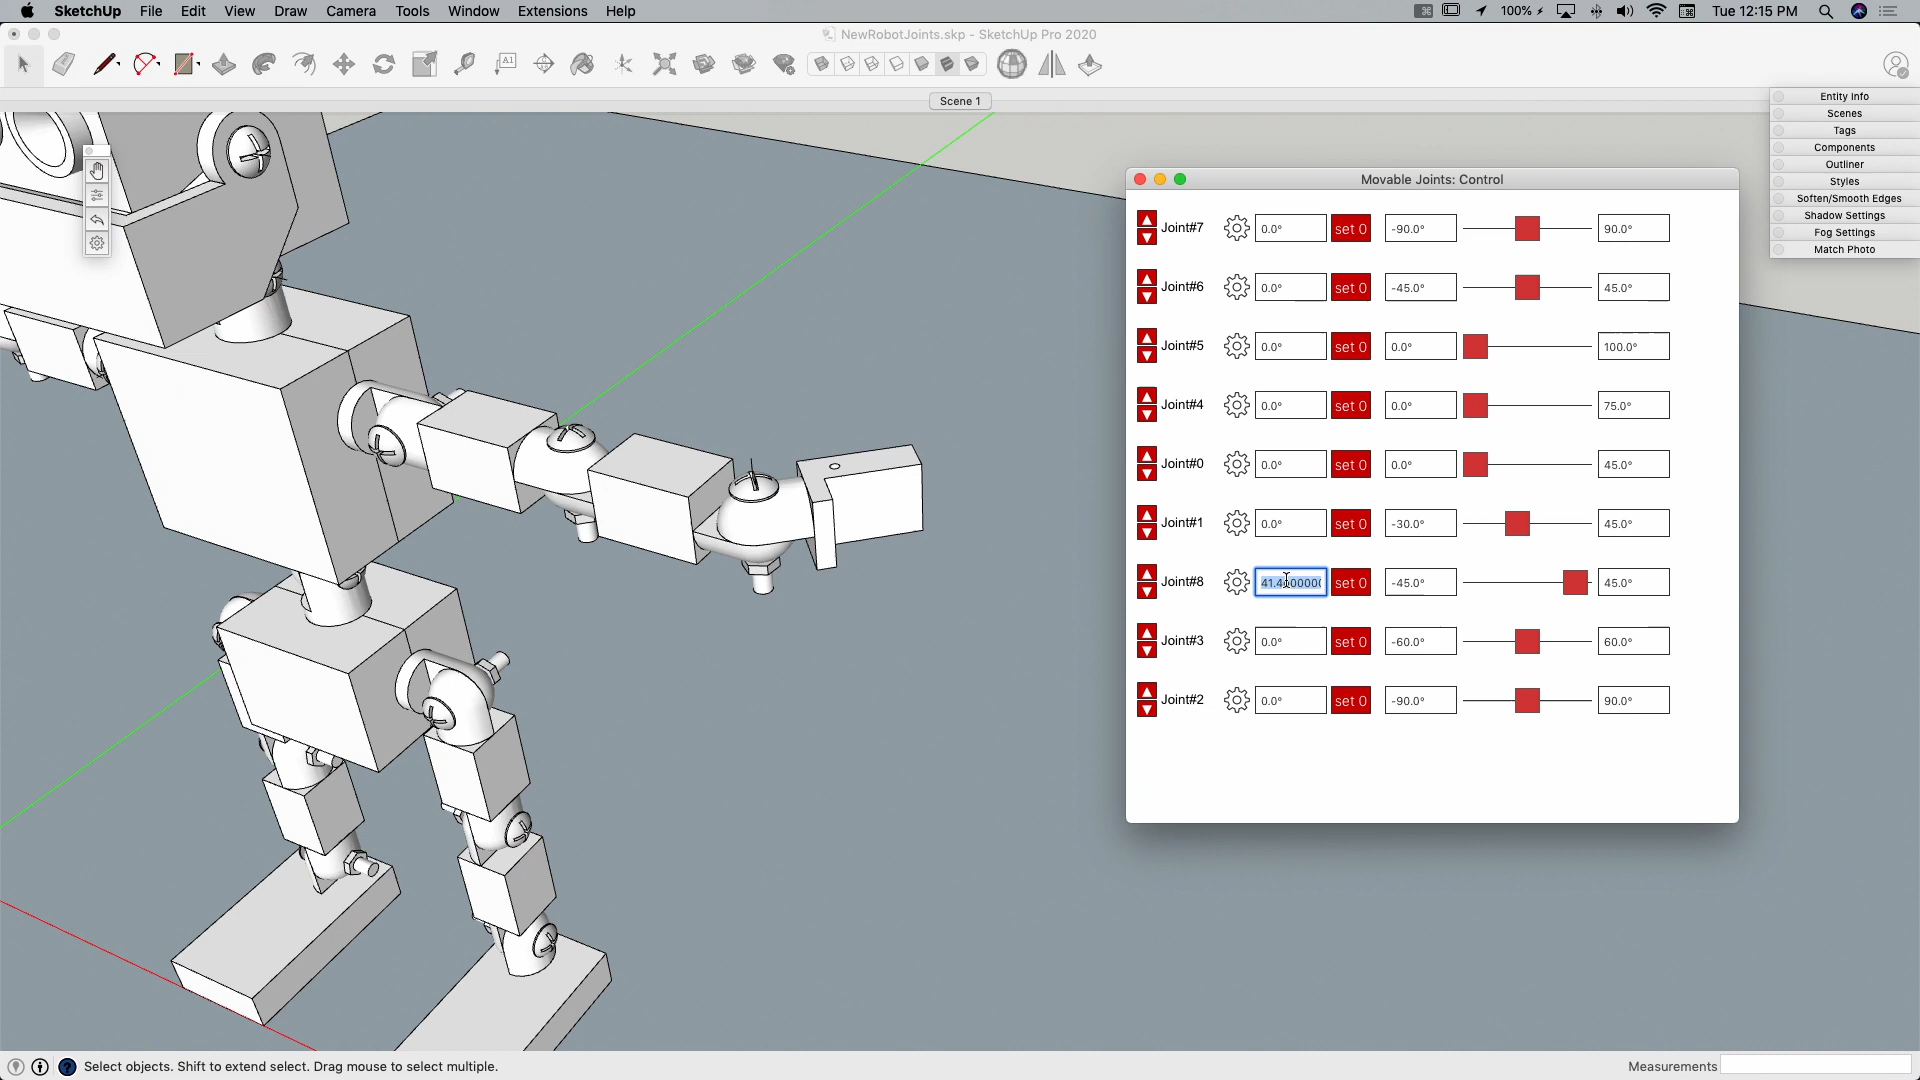 SketchUp File Edit View Draw Camera Tools Window Extensions Help 100% Tue 12:15 PM
NewRobotJoints.skp - SketchUp Pro 2020
A1
Scene 1
Entity Info
Scenes
Tags
Components
Outliner
Styles
Soften/Smooth Edges
Shadow Settings
Fog Settings
Match Photo
Movable Joints: Control
Joint#7 0.0° set 0 -90.0° 90.0°
Joint#6 0.0° set 0 -45.0° 45.0°
Joint#5 0.0° set 0 0.0° 100.0°
Joint#4 0.0° set 0 0.0° 75.0°
Joint#0 0.0° set 0 0.0° 45.0°
Joint#1 0.0° set 0 -30.0° 45.0°
Joint#8 set 0 -45.0° 45.0°
Joint#3 0.0° set 0 -60.0° 60.0°
Joint#2 0.0° set 0 -90.0° 90.0°
Select objects. Shift to extend select. Drag mouse to select multiple. Measurements